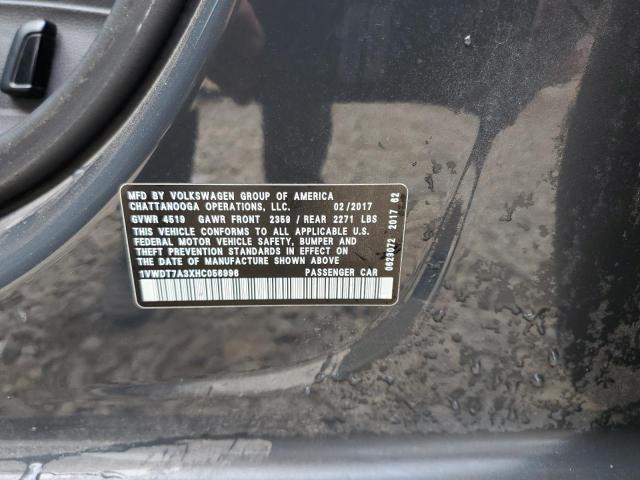 MFD BY VOLKSWAGEN GROUP OF AMERICA
CHATTANOOGA OPERATIONS, LLC. 02/2017
GVWR 4519 GAWR FRONT 2359 / REAR 2271 LBS
THIS VEHICLE CONFORMS TO ALL APPLICABLE U.S.
FEDERAL MOTOR VEHICLE SAFETY, BUMPER AND
THEFT PREVENTION STANDARDS IN EFFECT ON
THE DATE OF MANUFACTURE SHOWN ABOVE
1VWDT7A3XHC056996 PASSENGER CAR
0629072 2017 62